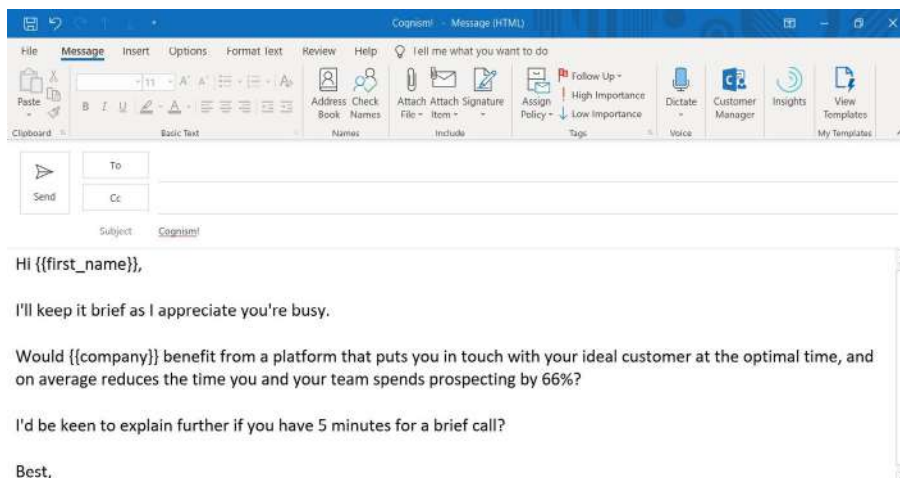 Cognism! - Message (HTML)
File Message Insert Options Format Text Review Help Tell me what you want to do
Paste
Clipboard
11
B I U
Basic Text
Address Book
Check Names
Names
Attach File
Attach Item
Signature
Include
Assign Policy
Follow Up
High Importance
Low Importance
Tags
Dictate
Voice
Customer Manager
Insights
View Templates
My Templates
Send
To
Cc
Subject Cognism!
Hi {{first_name}},
I'll keep it brief as I appreciate you're busy.
Would {{company}} benefit from a platform that puts you in touch with your ideal customer at the optimal time, and
on average reduces the time you and your team spends prospecting by 66%?
I'd be keen to explain further if you have 5 minutes for a brief call?
Best,